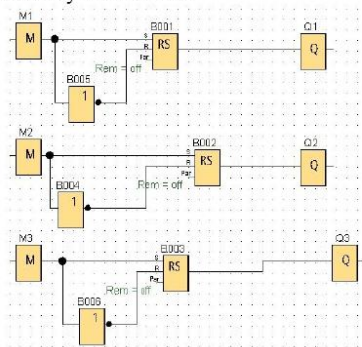 M1 B001 Q1
M S R Par RS Q
Rem = off
B005
1
M2 B002 Q2
M S R Par RS Q
Rem = off
B004
1
M3 B003 Q3
M S R Par RS Q
Rem = off
B006
1